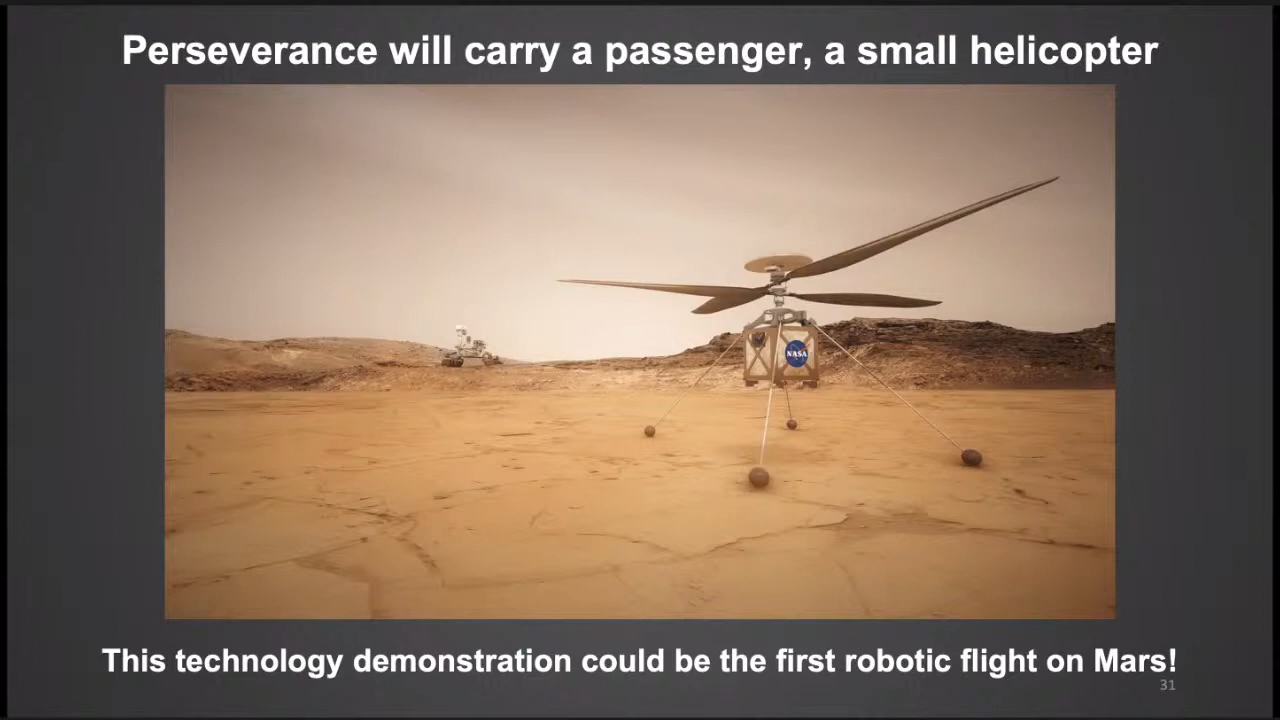 Perseverance will carry a passenger, a small helicopter
NASA
This technology demonstration could be the first robotic flight on Mars!
31